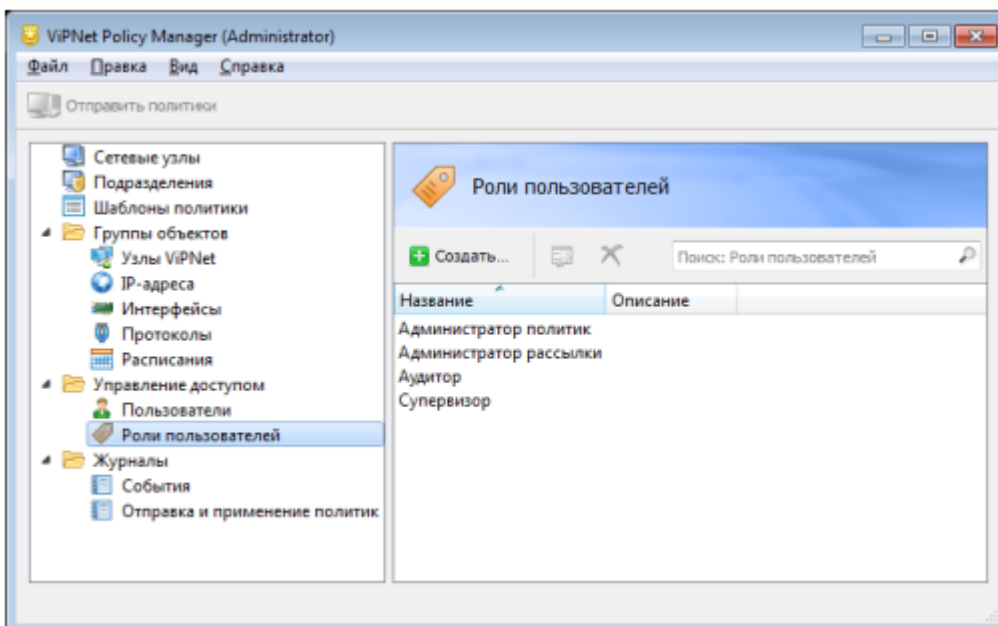 ViPNet Policy Manager (Administrator)
Файл Правка Вид Справка
Отправить политики
Сетевые узлы
Подразделения
Шаблоны политики
Группы объектов
Узлы ViPNet
IP-адреса
Интерфейсы
Протоколы
Расписания
Управление доступом
Пользователи
Роли пользователей
Журналы
События
Отправка и применение политик
Роли пользователей
Создать...
Поиск: Роли пользователей
Название Описание
Администратор политик
Администратор рассылки
Аудитор
Супервизор